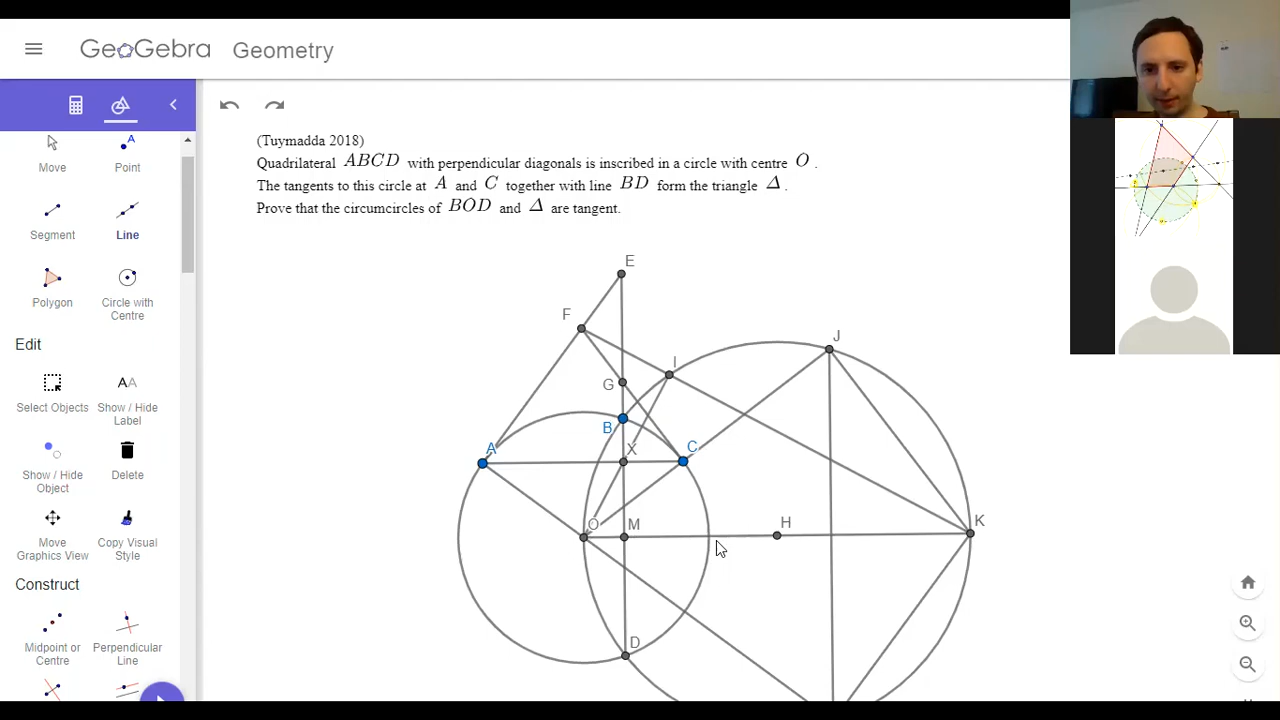 GeoGebra Geometry
(Tuymadda 2018)
Quadrilateral ABCD with perpendicular diagonals is inscribed in a circle with centre O .
The tangents to this circle at A and C together with line BD form the triangle Δ .
Prove that the circumcircles of BOD and Δ are tangent.
Move
Point
Segment
Line
Polygon
Circle with
Centre
Edit
Select Objects
Show / Hide
Label
Show / Hide
Object
Delete
Move
Graphics View
Copy Visual
Style
Construct
Midpoint or
Centre
Perpendicular
Line
E
F
J
I
G
B
A
X
C
O
M
H
K
D